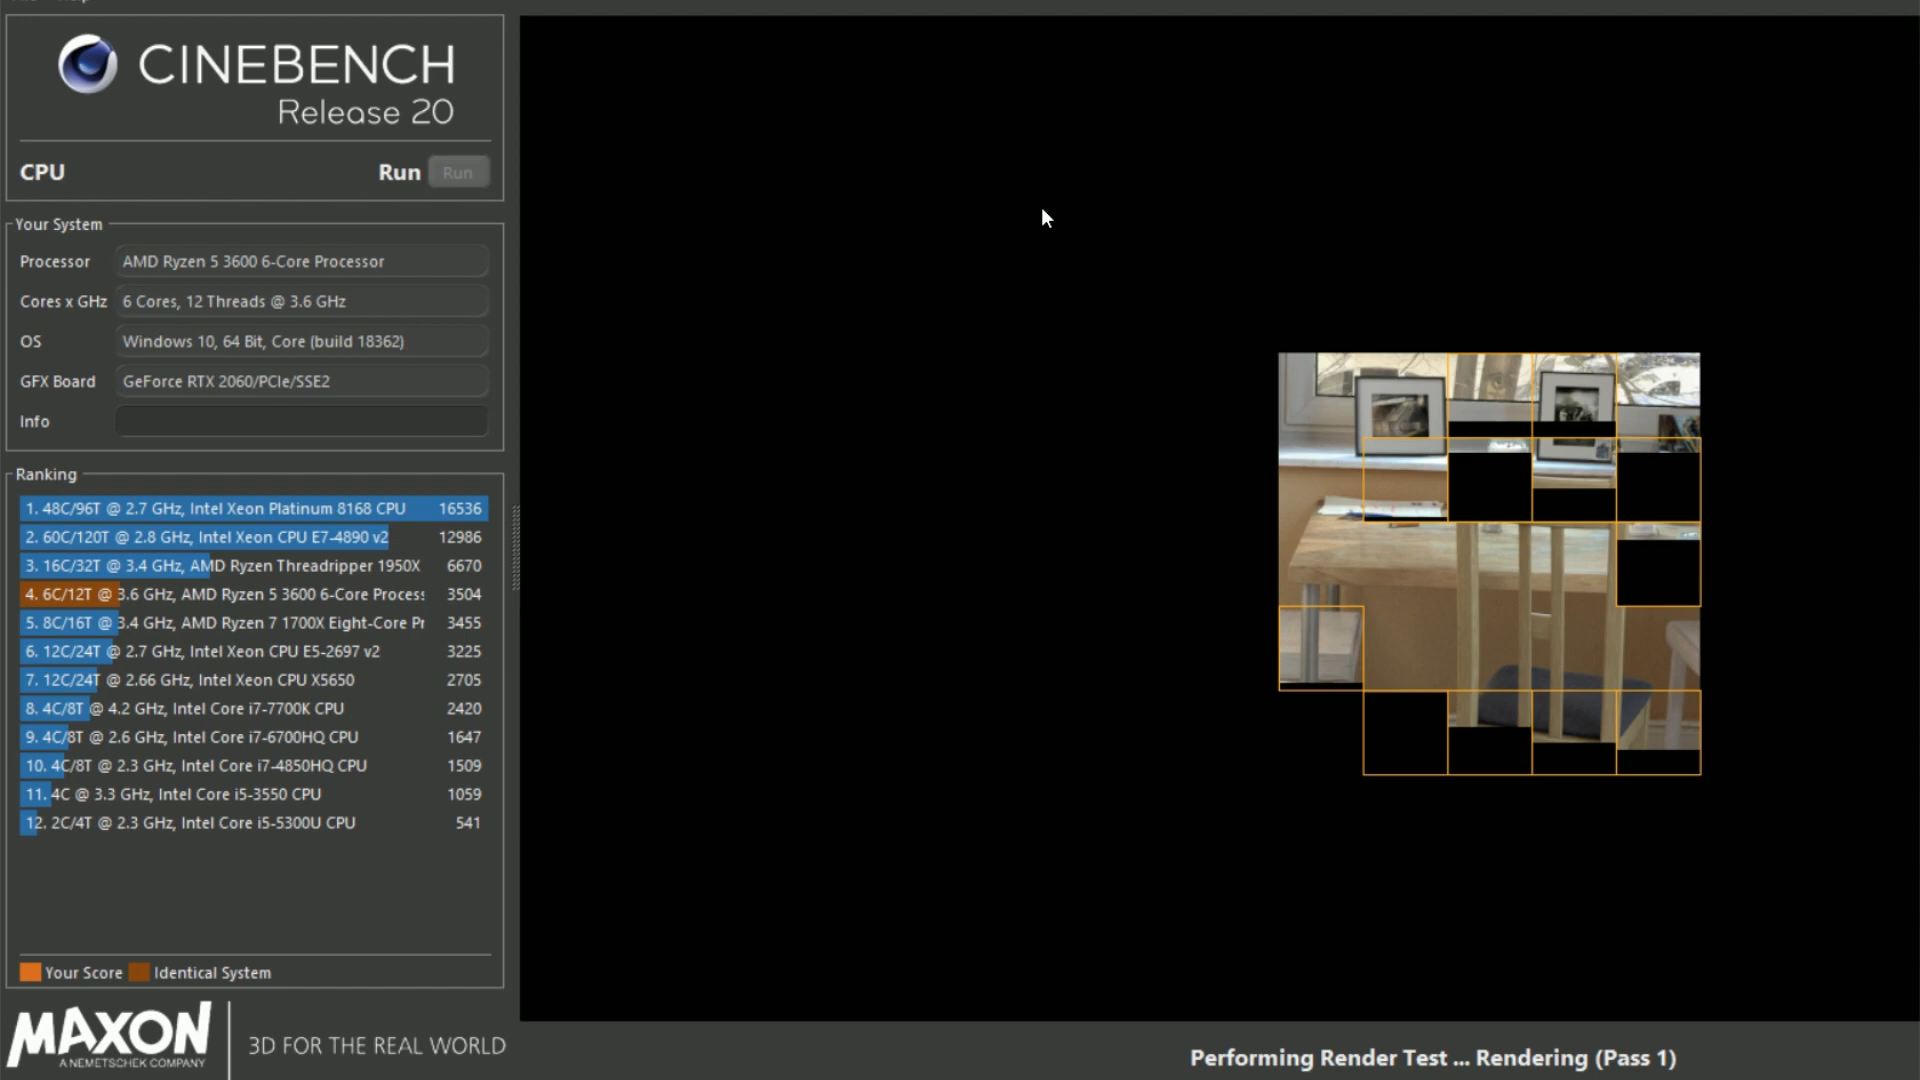 CINEBENCH
Release 20
CPU Run Run
Your System
Processor AMD Ryzen 5 3600 6-Core Processor
Cores x GHz 6 Cores, 12 Threads @ 3.6 GHz
OS Windows 10, 64 Bit, Core (build 18362)
GFX Board GeForce RTX 2060/PCIe/SSE2
Info
Ranking
1. 48C/96T @ 2.7 GHz, Intel Xeon Platinum 8168 CPU 16536
2. 60C/120T @ 2.8 GHz, Intel Xeon CPU E7-4890 v2 12986
3. 16C/32T @ 3.4 GHz, AMD Ryzen Threadripper 1950X 6670
4. 6C/12T @ 3.6 GHz, AMD Ryzen 5 3600 6-Core Process 3504
5. 8C/16T @ 3.4 GHz, AMD Ryzen 7 1700X Eight-Core Pr 3455
6. 12C/24T @ 2.7 GHz, Intel Xeon CPU E5-2697 v2 3225
7. 12C/24T @ 2.66 GHz, Intel Xeon CPU X5650 2705
8. 4C/8T @ 4.2 GHz, Intel Core i7-7700K CPU 2420
9. 4C/8T @ 2.6 GHz, Intel Core i7-6700HQ CPU 1647
10. 4C/8T @ 2.3 GHz, Intel Core i7-4850HQ CPU 1509
11. 4C @ 3.3 GHz, Intel Core i5-3550 CPU 1059
12. 2C/4T @ 2.3 GHz, Intel Core i5-5300U CPU 541
Your Score Identical System
MAXON
A NEMETSCHEK COMPANY
3D FOR THE REAL WORLD
Performing Render Test ... Rendering (Pass 1)